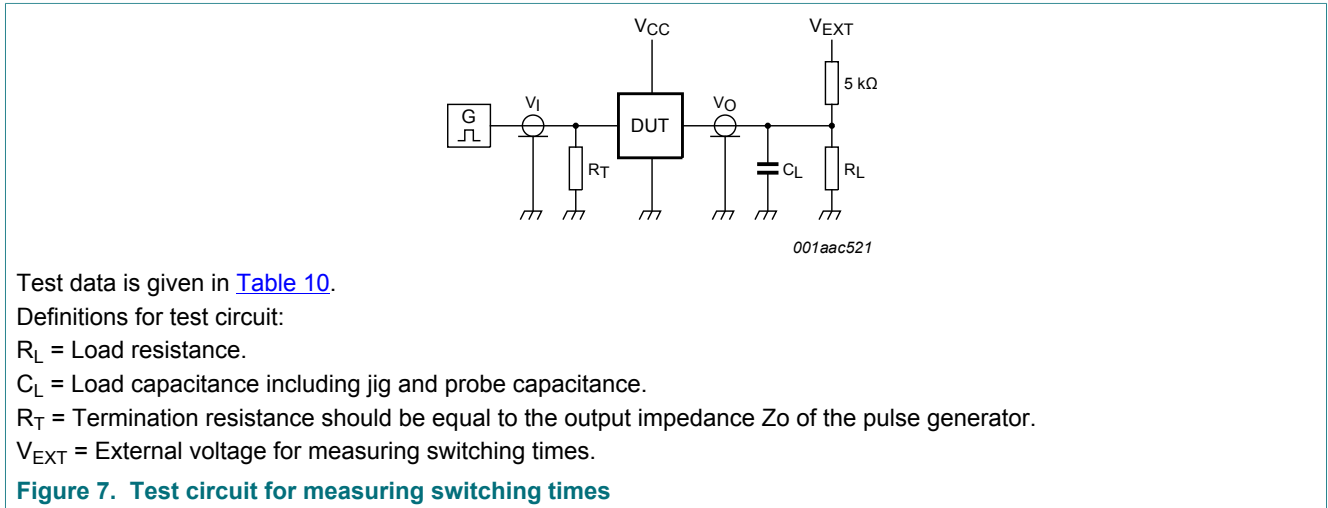 VCC
VEXT
5 kΩ
G
VI
DUT
VO
RT
CL
RL
001aac521
Test data is given in Table 10.
Definitions for test circuit:
RL = Load resistance.
CL = Load capacitance including jig and probe capacitance.
RT = Termination resistance should be equal to the output impedance Zo of the pulse generator.
VEXT = External voltage for measuring switching times.
Figure 7. Test circuit for measuring switching times